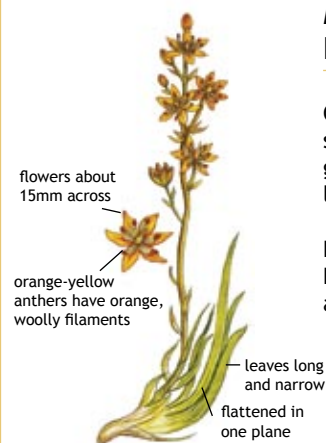 flowers about
15mm across
orange-yellow
anthers have orange,
woolly filaments
leaves long
and narrow
flattened in
one plane